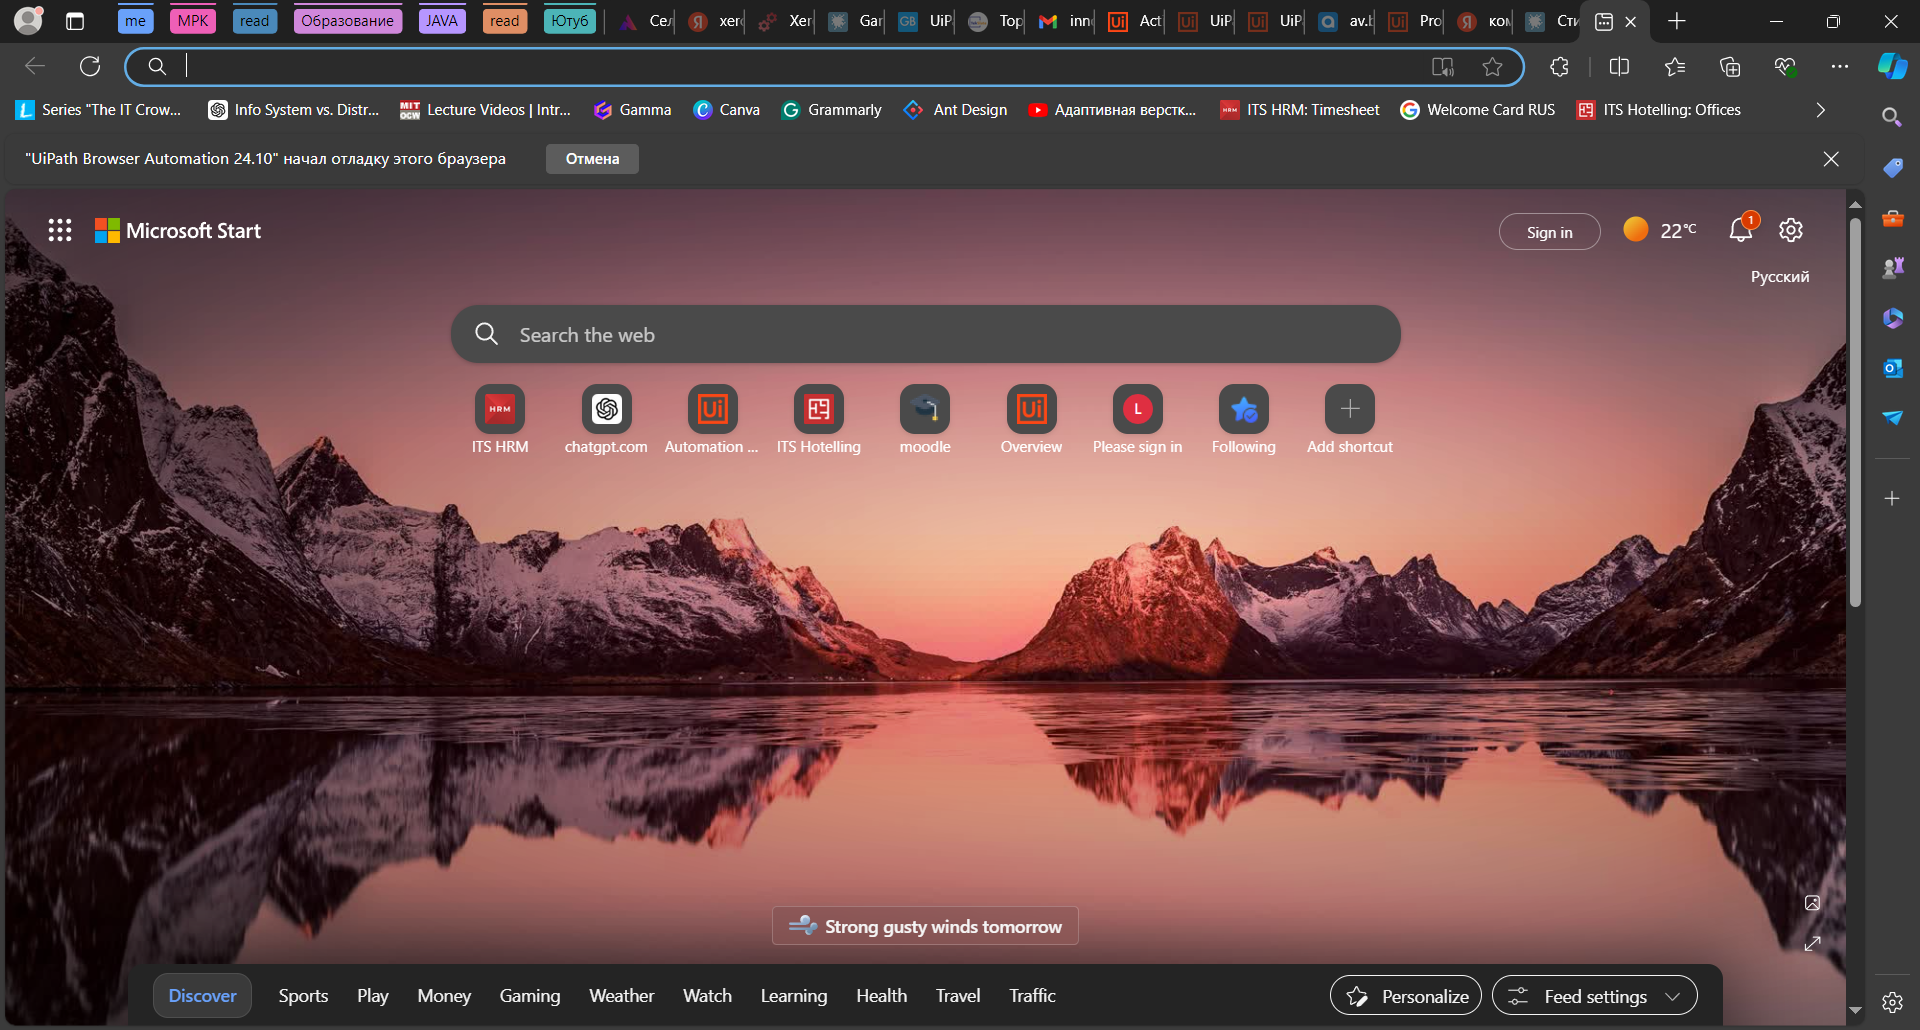 me МРК read Образование JAVA read Ютуб Сел xero Xer Gar UiP Top inn Act UiP UiP av.b Pro ком Сти
Series "The IT Crow... Info System vs. Distr... Lecture Videos | Intr... Gamma Canva Grammarly Ant Design Адаптивная верстк... ITS HRM: Timesheet Welcome Card RUS ITS Hotelling: Offices
"UiPath Browser Automation 24.10" начал отладку этого браузера Отмена
Microsoft Start Sign in 22°C 1
Русский
Search the web
ITS HRM chatgpt.com Automation ... ITS Hotelling moodle Overview Please sign in Following Add shortcut
Strong gusty winds tomorrow
Discover Sports Play Money Gaming Weather Watch Learning Health Travel Traffic Personalize Feed settings